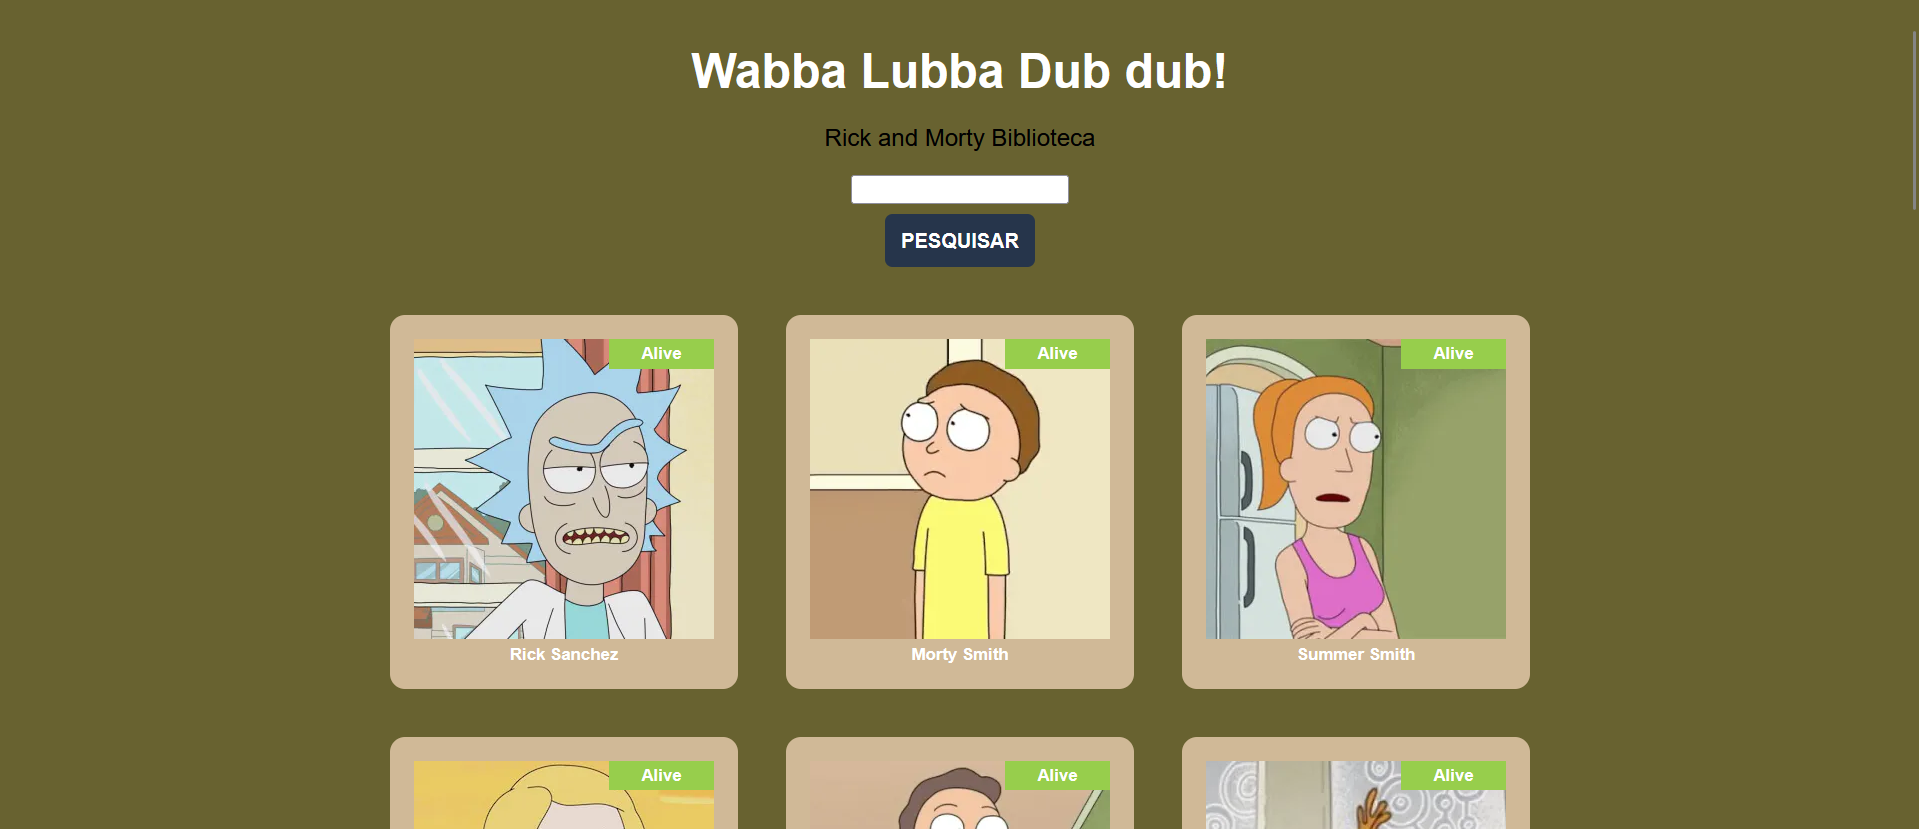 Wabba Lubba Dub dub!
Rick and Morty Biblioteca
PESQUISAR
Alive
Alive
Alive
Rick Sanchez
Morty Smith
Summer Smith
Alive
Alive
Alive